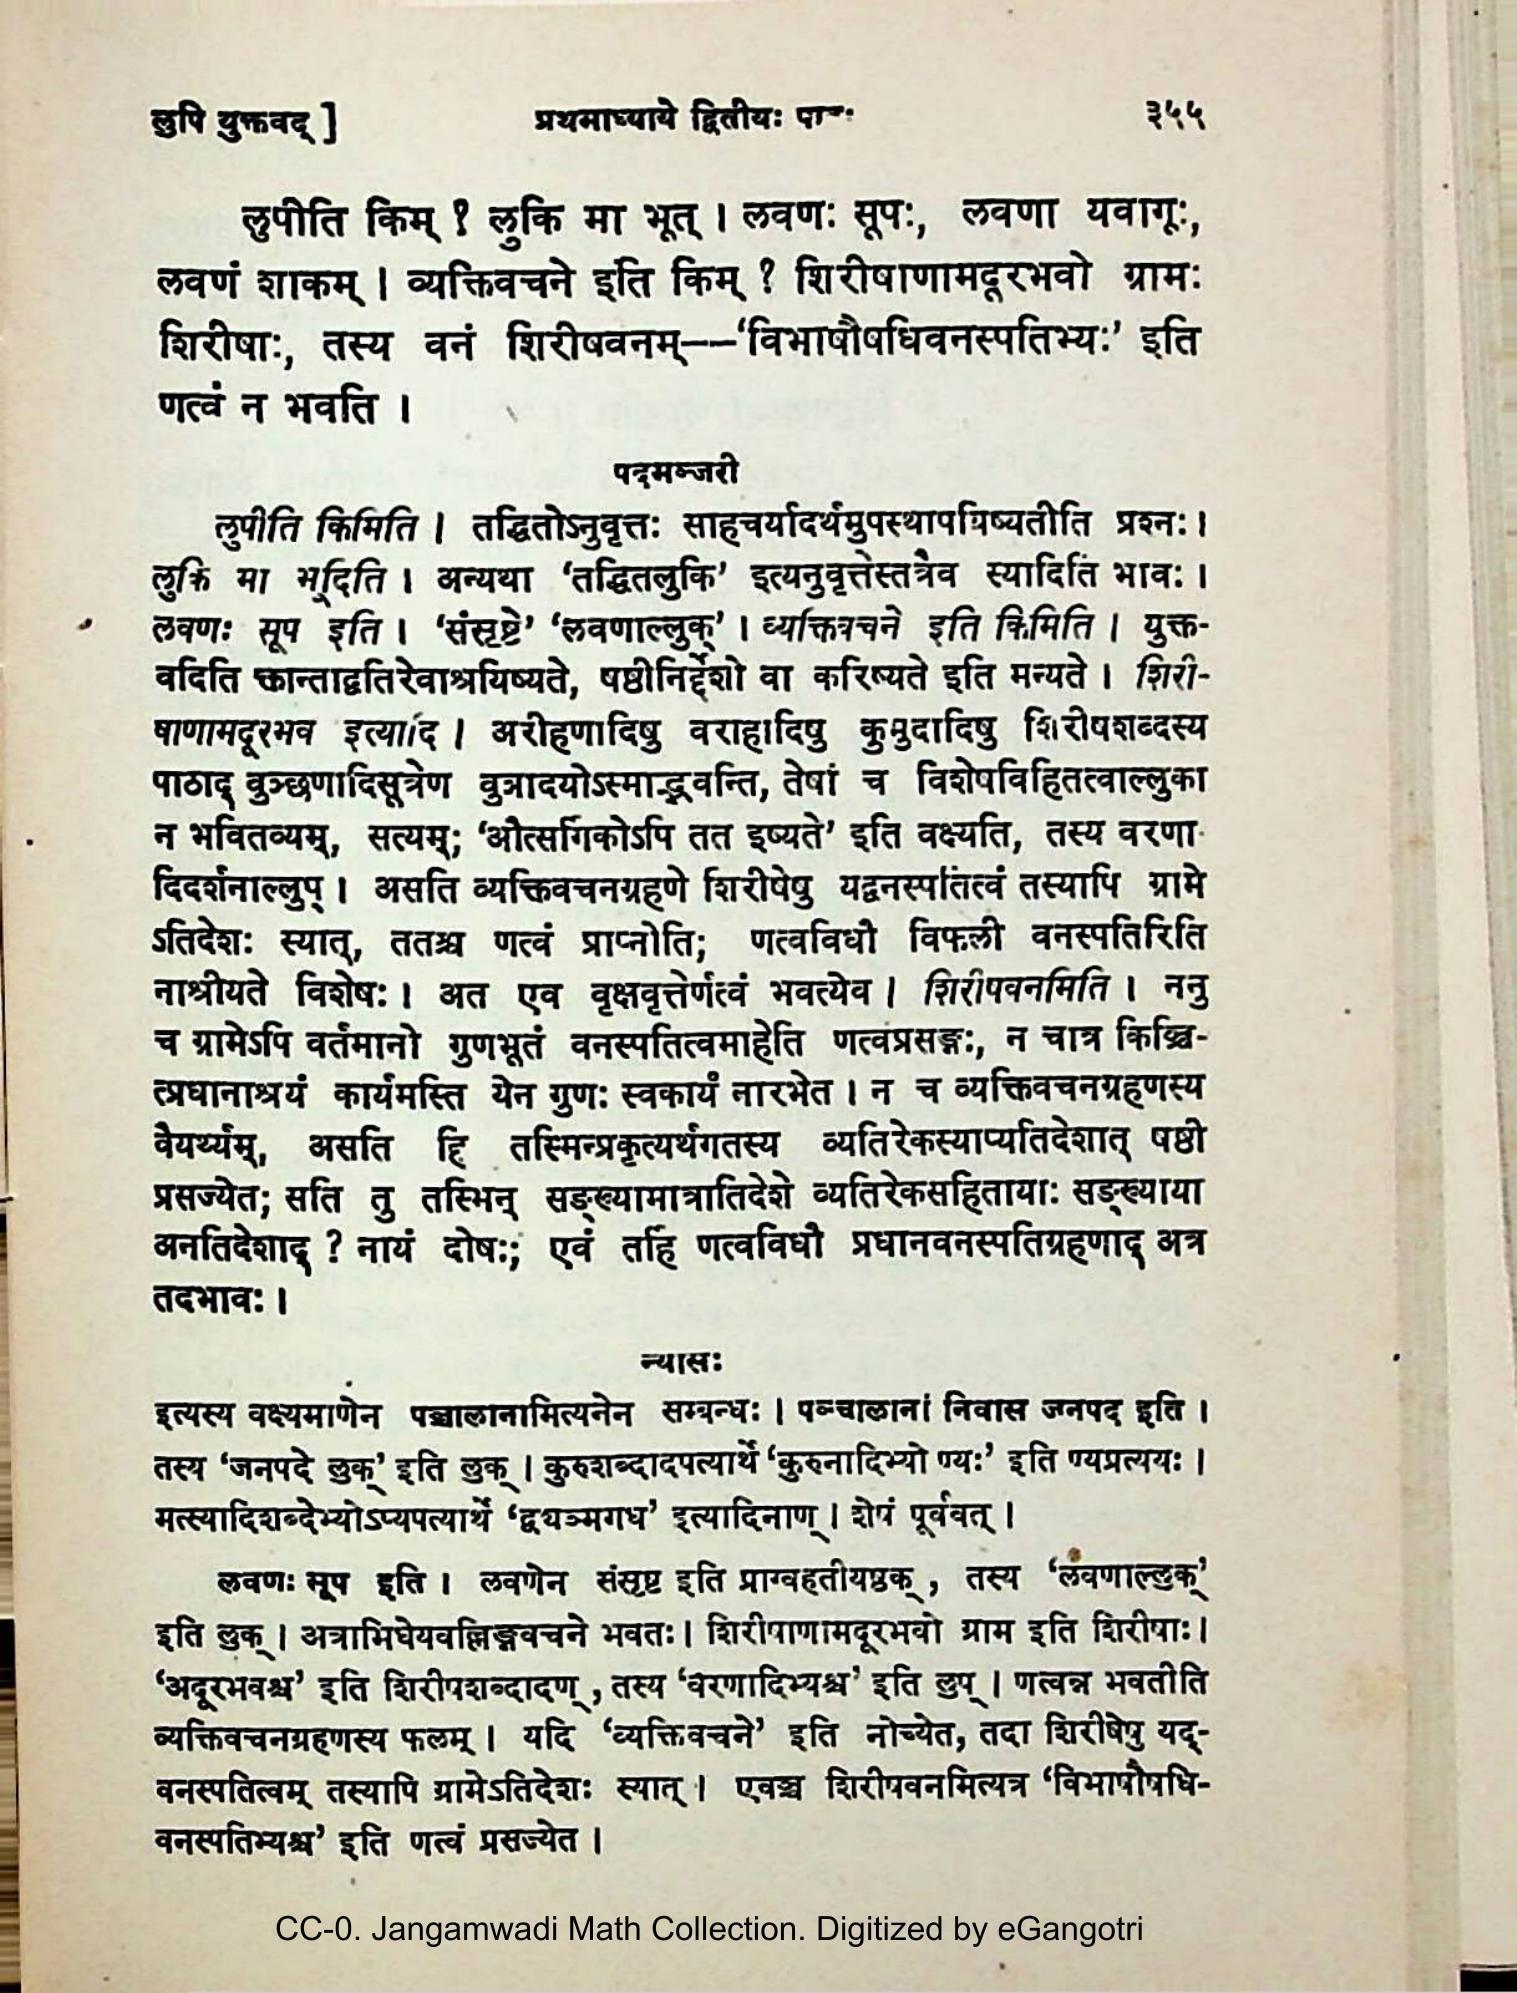 लुपि युक्तवद् ] प्रथमाध्याये द्वितीयः ३५५
लुपीति किम् ? लुकि मा भूत् । लवणः सूपः, लवणा यवागूः,
लवणं शाकम् । व्यक्तिवचने इति किम् ? शिरीषाणामदूरभवो ग्रामः
शिरीषाः, तस्य वनं शिरीषवनम्––‘विभाषौषधिवनस्पतिभ्यः’ इति
णत्वं न भवति ।
पदमञ्जरी
लुपीति किमिति । तद्धितोऽनुवृत्तः साहचर्यादर्थमुपस्थापयिष्यतीति प्रश्नः ।
लुकि मा भूदिति । अन्यथा ‘तद्धितलुकि’ इत्यनुवृत्तेस्तत्रैव स्यादिति भावः ।
लवणः सूप इति । ‘संसृष्टे’ ‘लवणाल्लुक्’ । व्यक्तिवचने इति किमिति । युक्त-
वदिति क्तान्ताद्वतिरेवाश्रयिष्यते, षष्ठीनिर्द्देशो वा करिष्यते इति मन्यते । शिरी-
षाणामदूरभव इत्यादि । अरीहणादिषु वराहादिषु कुमुदादिषु शिरीषशब्दस्य
पाठाद् वुञ्छणादिसूत्रेण वुञादयोऽस्माद्भवन्ति, तेषां च विशेषविहितत्वाल्लुका
न भवितव्यम्, सत्यम्; ‘औत्सर्गिकोऽपि तत इष्यते’ इति वक्ष्यति, तस्य वरणा
दिदर्शनाल्लुप् । असति व्यक्तिवचनग्रहणे शिरीषेषु यद्वनस्पतित्वं तस्यापि ग्रामे
ऽतिदेशः स्यात्, ततश्च णत्वं प्राप्नोति; णत्वविधौ विफली वनस्पतिरिति
नाश्रीयते विशेषः । अत एव वृक्षवृत्तेर्णत्वं भवत्येव । शिरीषवनमिति । ननु
च ग्रामेऽपि वर्तमानो गुणभूतं वनस्पतित्वमाहेति णत्वप्रसङ्गः, न चात्र किञ्चि-
त्प्रधानाश्रयं कार्यमस्ति येन गुणः स्वकार्यं नारभेत । न च व्यक्तिवचनग्रहणस्य
वैयर्थ्यम्, असति हि तस्मिन्प्रकृत्यर्थगतस्य व्यतिरेकस्याप्यतिदेशात् षष्ठी
प्रसज्येत; सति तु तस्मिन् सङ्ख्यामात्रातिदेशे व्यतिरेकसहितायाः सङ्ख्याया
अनतिदेशाद् ? नायं दोषः; एवं तर्हि णत्वविधौ प्रधानवनस्पतिग्रहणाद् अत्र
तदभावः ।
न्यासः
इत्यस्य वक्ष्यमाणेन पञ्चालानामित्यनेन सम्बन्धः । पञ्चालानां निवास जनपद इति ।
तस्य ‘जनपदे लुक्’ इति लुक् । कुरुशब्दादपत्यार्थे ‘कुरुनादिभ्यो ण्यः’ इति ण्यप्रत्ययः ।
मत्स्यादिशब्देभ्योऽप्यपत्यार्थे ‘द्वयञ्मगध’ इत्यादिनाण् । शेषं पूर्ववत् ।
लवणः सूप इति । लवणेन संसृष्ट इति प्राग्वहतीयष्ठक् , तस्य ‘लवणाल्लुक्’
इति लुक् । अत्राभिधेयवल्लिङ्गवचने भवतः । शिरीषाणामदूरभवो ग्राम इति शिरीषाः ।
‘अदूरभवश्च’ इति शिरीषशब्दादण् , तस्य ‘वरणादिभ्यश्च’ इति लुप् । णत्वन्न भवतीति
व्यक्तिवचनग्रहणस्य फलम् । यदि ‘व्यक्तिवचने’ इति नोच्येत, तदा शिरीषेषु यद्-
वनस्पतित्वम् तस्यापि ग्रामेऽतिदेशः स्यात् । एवञ्च शिरीषवनमित्यत्र ‘विभाषौषधि-
वनस्पतिभ्यश्च’ इति णत्वं प्रसज्येत ।
CC-0. Jangamwadi Math Collection. Digitized by eGangotri